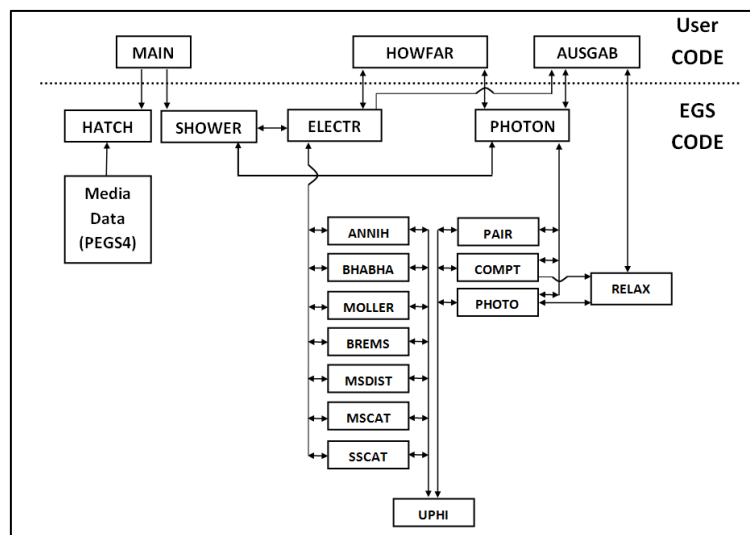 User
CODE
MAIN
HOWFAR
AUSGAB
EGS
CODE
HATCH
SHOWER
ELECTR
PHOTON
Media
Data
(PEGS4)
ANNIH
BHABHA
MOLLER
BREMS
MSDIST
MSCAT
SSCAT
PAIR
COMPT
PHOTO
RELAX
UPHI